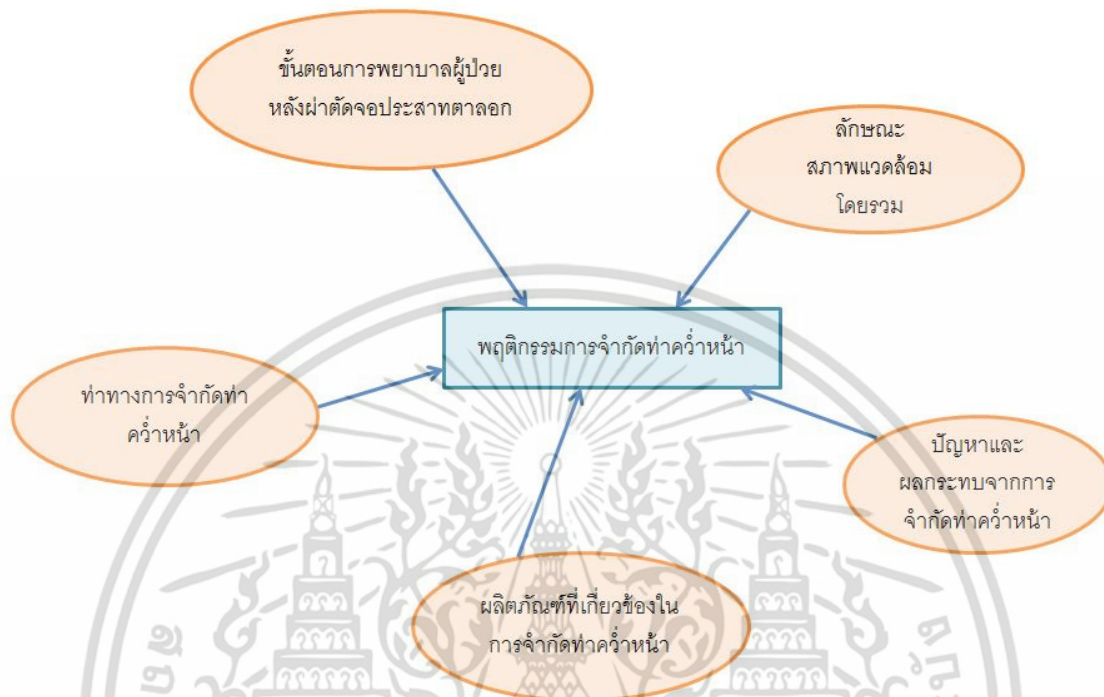 ขั้นตอนการพยาบาลผู้ป่วย
หลังผ่าตัดจอประสาทตาลอก
ลักษณะ
สภาพแวดล้อม
โดยรวม
พฤติกรรมการจำกัดท่าคว่ำหน้า
ท่าทางการจำกัดท่า
คว่ำหน้า
ปัญหาและ
ผลกระทบจากการ
จำกัดท่าคว่ำหน้า
ผลิตภัณฑ์ที่เกี่ยวข้องใน
การจำกัดท่าคว่ำหน้า